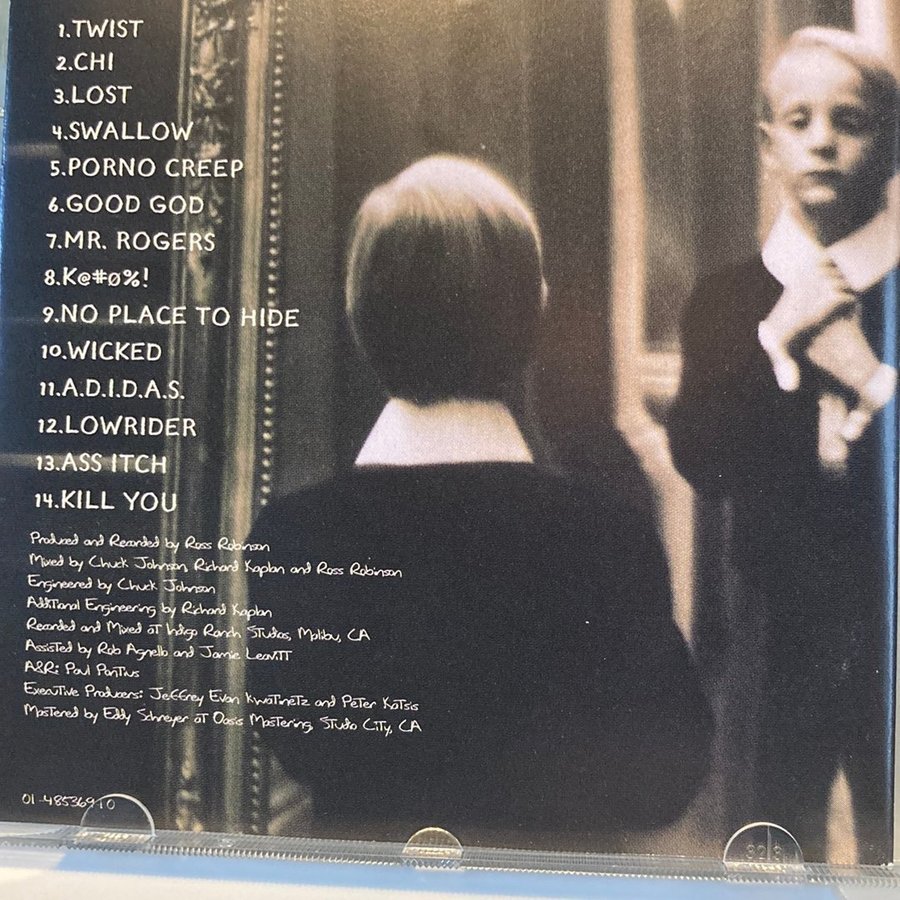 1.TWIST
2.CHI
3.LOST
4.SWALLOW
5.PORNO CREEP
6.GOOD GOD
7.MR. ROGERS
8.K@#Ø%!
9.NO PLACE TO HIDE
10.WICKED
11.A.D.I.D.A.S.
12.LOWRIDER
13.ASS ITCH
14.KILL YOU
Produced and Recorded by Ross Robinson
Mixed by Chuck Johnson, Richard Kaplan and Ross Robinson
Engineered by Chuck Johnson
Additional Engineering by Richard Kaplan
Recorded and Mixed at Indigo Ranch Studios, Malibu, CA
Assisted by Rob Agnello and Jamie Leavitt
A&R: Paul Pontius
Executive Producers: Jeffrey Evan Kwatinetz and Peter Katsis
Mastered by Eddy Schreyer at Oasis Mastering, Studio City, CA
01-485369-10